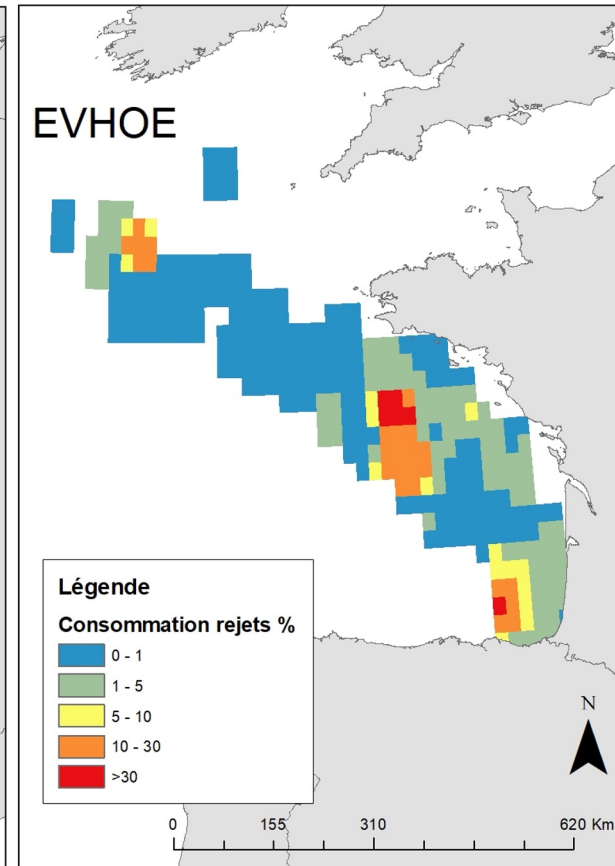 EVHOE
Légende
Consommation rejets %
0 - 1
1 - 5
5 - 10
10 - 30
>30
N
0 155 310 620 Km